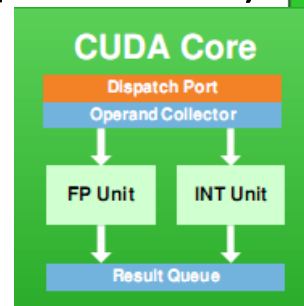 CUDA Core
Dispatch Port
Operand Collector
FP Unit INT Unit
Result Queue